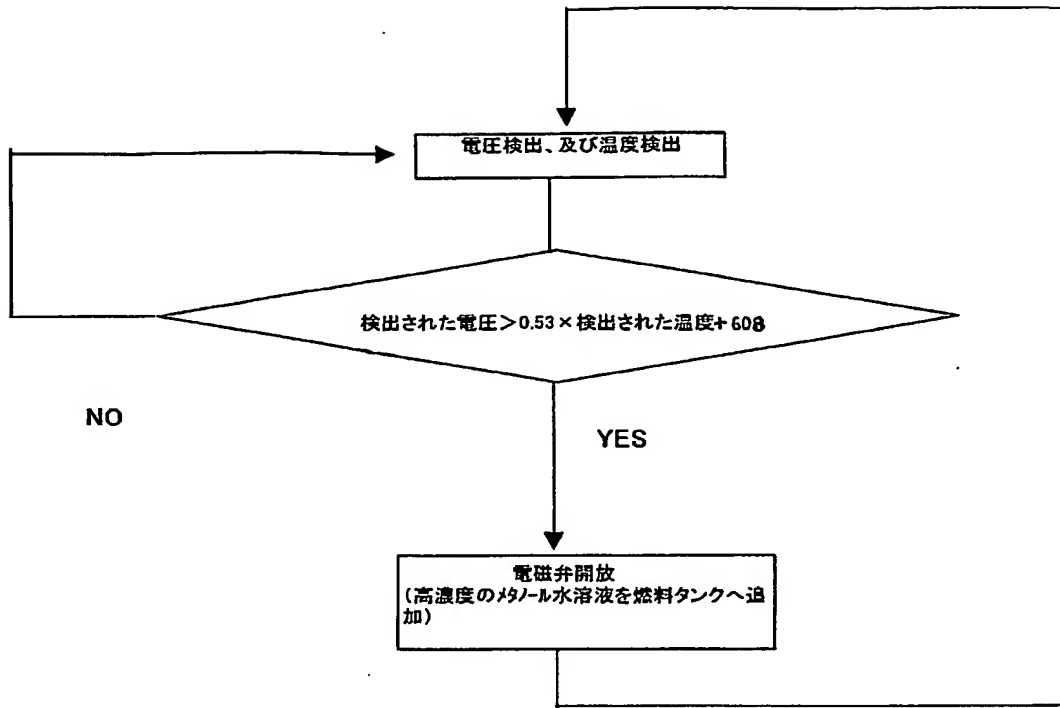 電圧検出、及び温度検出
検出された電圧＞0.53×検出された温度+608
NO
YES
電磁弁開放
(高濃度のﾒﾀﾉｰﾙ水溶液を燃料タンクへ追
加)